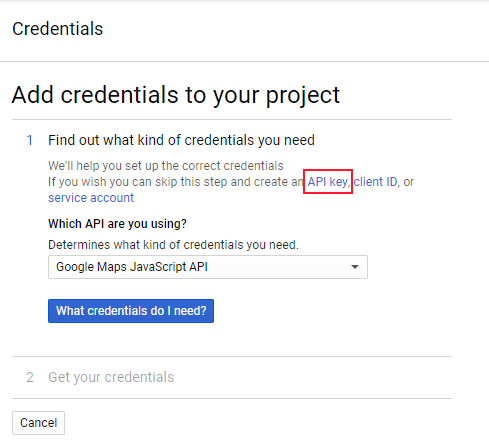 Credentials
Add credentials to your project
1 Find out what kind of credentials you need
We'll help you set up the correct credentials
If you wish you can skip this step and create an API key, client ID, or
service account
Which API are you using?
Determines what kind of credentials you need.
Google Maps JavaScript API
What credentials do I need?
2 Get your credentials
Cancel